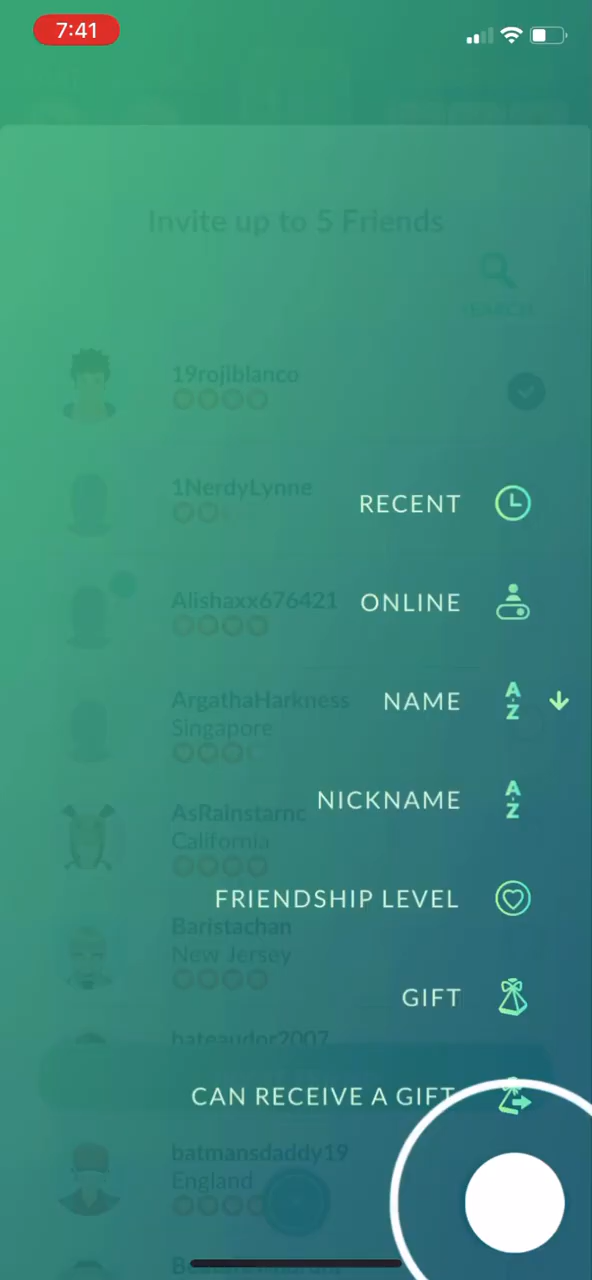 7:41
Invite up to 5 Friends
SEARCH
19rojiblanco
1NerdyLynne
RECENT
Alishaxx676421
ONLINE
ArgathaHarkness
NAME
A
Z
Singapore
NICKNAME
A
Z
AsRainstarnc
California
FRIENDSHIP LEVEL
Baristachan
New Jersey
GIFT
bateaudor2007
CAN RECEIVE A GIFT
batmansdaddy19
England